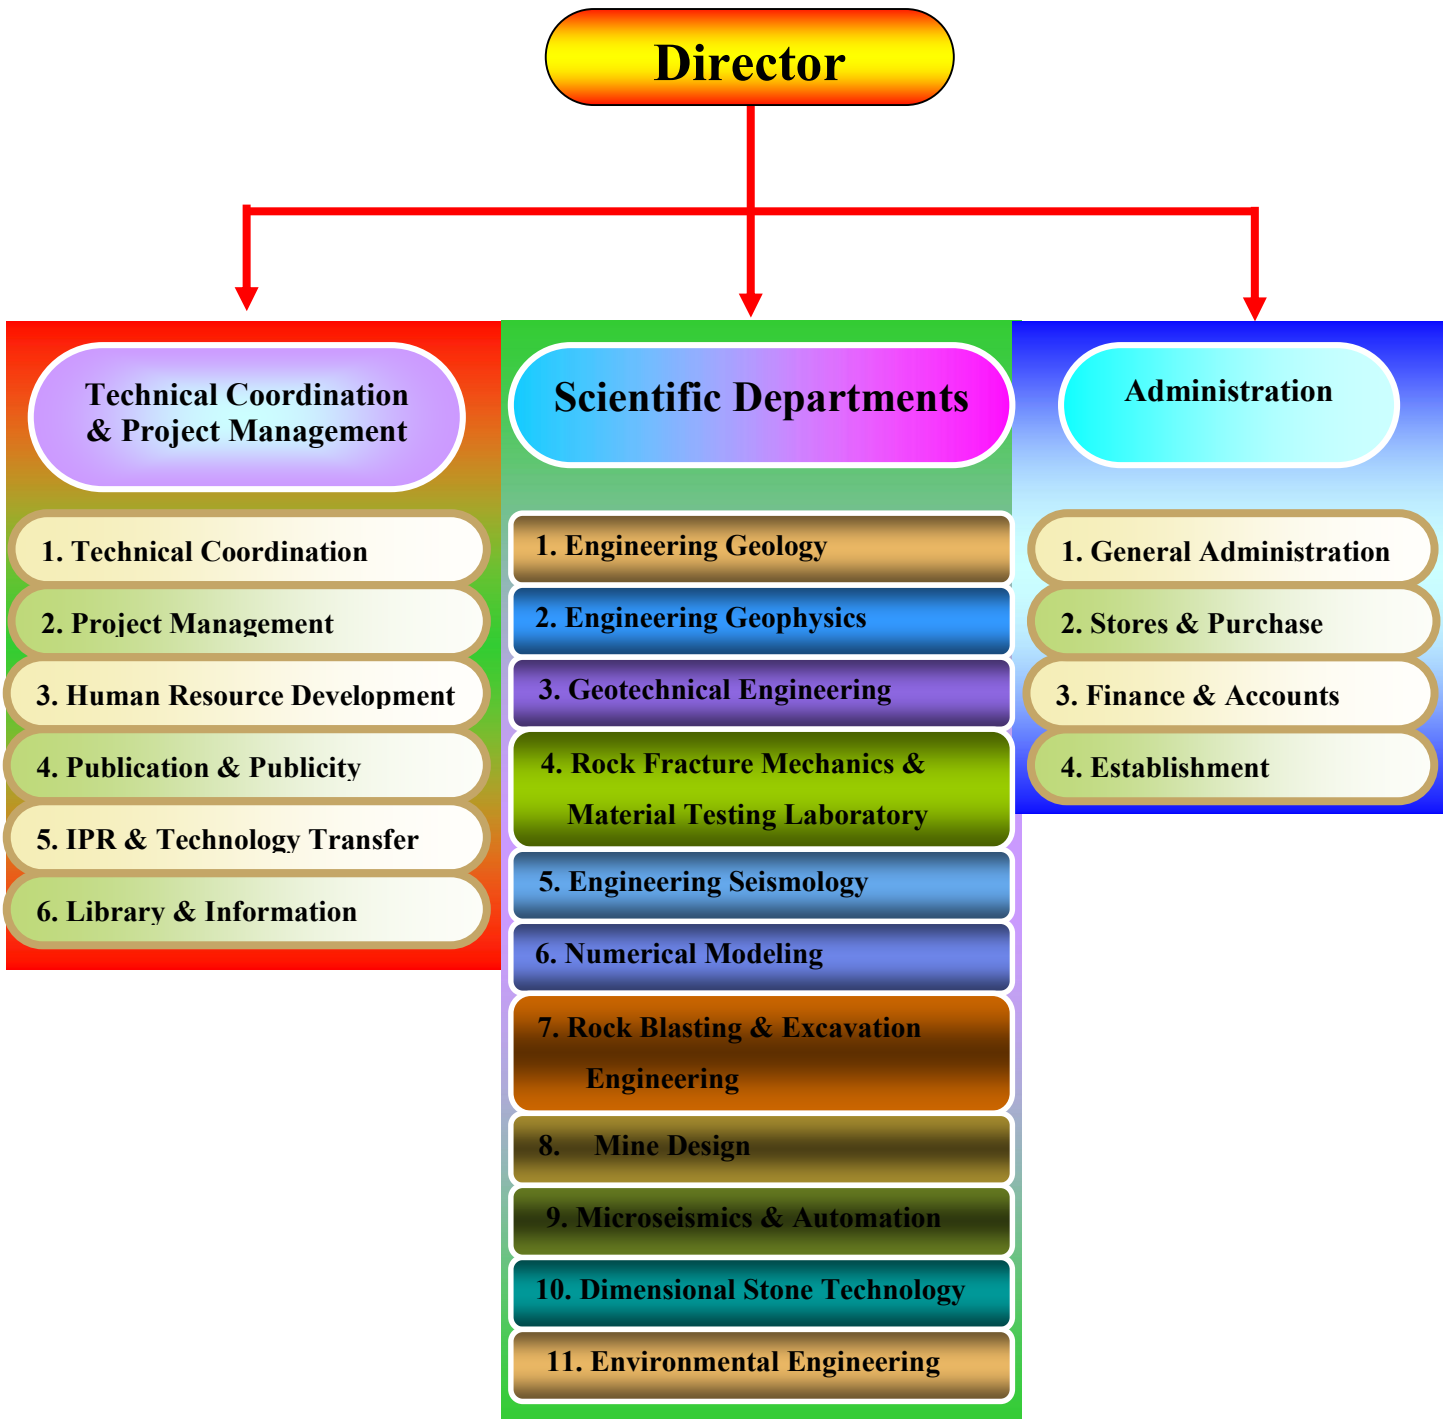 Director
Technical Coordination
& Project Management
1. Technical Coordination
2. Project Management
3. Human Resource Development
4. Publication & Publicity
5. IPR & Technology Transfer
6. Library & Information
Scientific Departments
1. Engineering Geology
2. Engineering Geophysics
3. Geotechnical Engineering
4. Rock Fracture Mechanics &
Material Testing Laboratory
5. Engineering Seismology
6. Numerical Modeling
7. Rock Blasting & Excavation
Engineering
8. Mine Design
9. Microseismics & Automation
10. Dimensional Stone Technology
11. Environmental Engineering
Administration
1. General Administration
2. Stores & Purchase
3. Finance & Accounts
4. Establishment